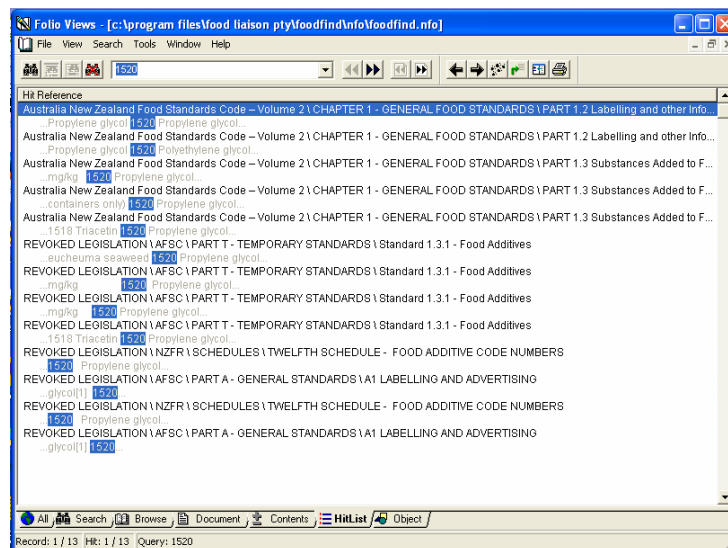 Folio Views - [c:\program files\food liaison pty\foodfind\nfo\foodfind.nfo]
File View Search Tools Window Help
1520
Hit Reference
Australia New Zealand Food Standards Code – Volume 2 \ CHAPTER 1 - GENERAL FOOD STANDARDS \ PART 1.2 Labelling and other Info...
...Propylene glycol 1520 Propylene glycol...
Australia New Zealand Food Standards Code – Volume 2 \ CHAPTER 1 - GENERAL FOOD STANDARDS \ PART 1.2 Labelling and other Info...
...Propylene glycol 1520 Polyethylene glycol...
Australia New Zealand Food Standards Code – Volume 2 \ CHAPTER 1 - GENERAL FOOD STANDARDS \ PART 1.3 Substances Added to F...
...mg/kg 1520 Propylene glycol...
Australia New Zealand Food Standards Code – Volume 2 \ CHAPTER 1 - GENERAL FOOD STANDARDS \ PART 1.3 Substances Added to F...
...containers only) 1520 Propylene glycol...
Australia New Zealand Food Standards Code – Volume 2 \ CHAPTER 1 - GENERAL FOOD STANDARDS \ PART 1.3 Substances Added to F...
...1518 Triacetin 1520 Propylene glycol...
REVOKED LEGISLATION \ AFSC \ PART T - TEMPORARY STANDARDS \ Standard 1.3.1 - Food Additives
...eucheuma seaweed 1520 Propylene glycol...
REVOKED LEGISLATION \ AFSC \ PART T - TEMPORARY STANDARDS \ Standard 1.3.1 - Food Additives
...mg/kg 1520 Propylene glycol...
REVOKED LEGISLATION \ AFSC \ PART T - TEMPORARY STANDARDS \ Standard 1.3.1 - Food Additives
...mg/kg 1520 Propylene glycol...
REVOKED LEGISLATION \ AFSC \ PART T - TEMPORARY STANDARDS \ Standard 1.3.1 - Food Additives
...1518 Triacetin 1520 Propylene glycol...
REVOKED LEGISLATION \ NZFR \ SCHEDULES \ TWELFTH SCHEDULE - FOOD ADDITIVE CODE NUMBERS
...1520 Propylene glycol...
REVOKED LEGISLATION \ AFSC \ PART A - GENERAL STANDARDS \ A1 LABELLING AND ADVERTISING
...glycol[1] 1520...
REVOKED LEGISLATION \ NZFR \ SCHEDULES \ TWELFTH SCHEDULE - FOOD ADDITIVE CODE NUMBERS
...1520 Propylene glycol...
REVOKED LEGISLATION \ AFSC \ PART A - GENERAL STANDARDS \ A1 LABELLING AND ADVERTISING
...glycol[1] 1520...
All Search Browse Document Contents HitList Object
Record: 1 / 13 Hit: 1 / 13 Query: 1520